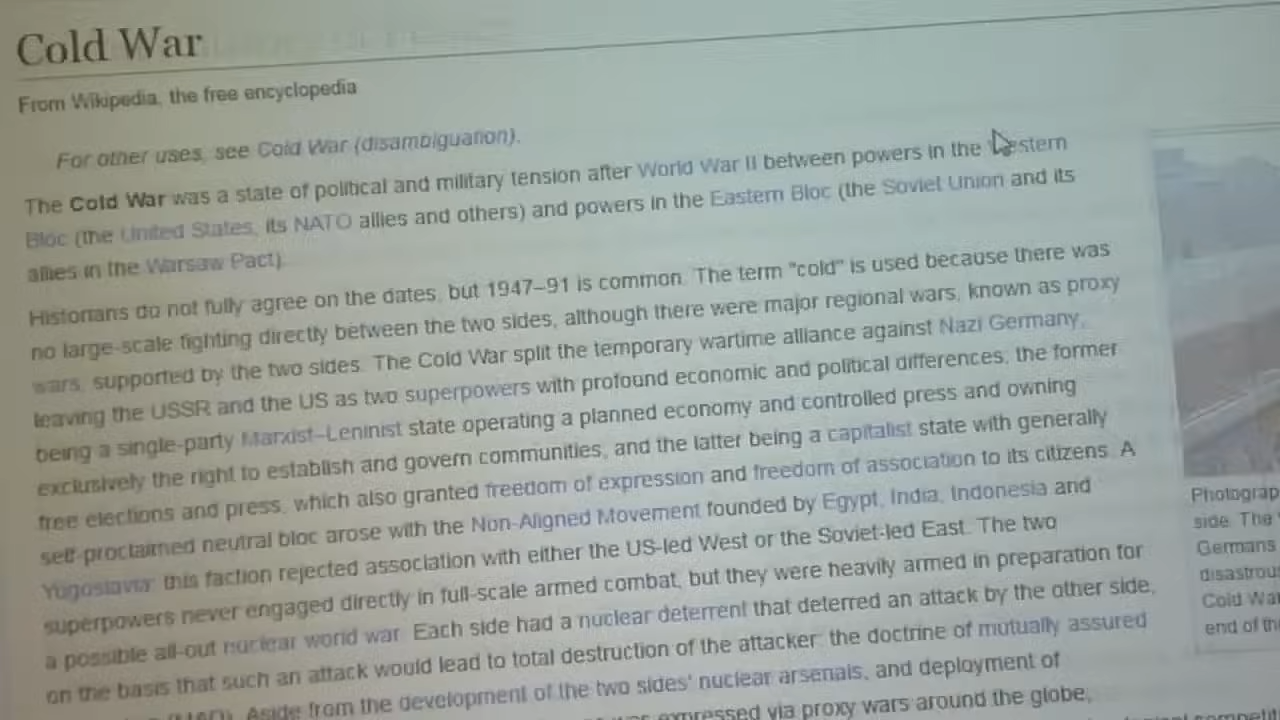 Cold War
From Wikipedia, the free encyclopedia
For other uses, see Cold War (disambiguation).
The Cold War was a state of political and military tension after World War II between powers in the Western
Bloc (the United States, its NATO allies and others) and powers in the Eastern Bloc (the Soviet Union and its
allies in the Warsaw Pact).
Historians do not fully agree on the dates, but 1947–91 is common. The term "cold" is used because there was
no large-scale fighting directly between the two sides, although there were major regional wars, known as proxy
wars, supported by the two sides. The Cold War split the temporary wartime alliance against Nazi Germany,
leaving the USSR and the US as two superpowers with profound economic and political differences: the former
being a single-party Marxist–Leninist state operating a planned economy and controlled press and owning
exclusively the right to establish and govern communities, and the latter being a capitalist state with generally
free elections and press, which also granted freedom of expression and freedom of association to its citizens. A
self-proclaimed neutral bloc arose with the Non-Aligned Movement founded by Egypt, India, Indonesia and
Yugoslavia; this faction rejected association with either the US-led West or the Soviet-led East. The two
superpowers never engaged directly in full-scale armed combat, but they were heavily armed in preparation for
a possible all-out nuclear world war. Each side had a nuclear deterrent that deterred an attack by the other side,
on the basis that such an attack would lead to total destruction of the attacker: the doctrine of mutually assured
(MAD). Aside from the development of the two sides' nuclear arsenals, and deployment of
expressed via proxy wars around the globe,
Photograp
side. The
Germans
disastrous
Cold War
end of the